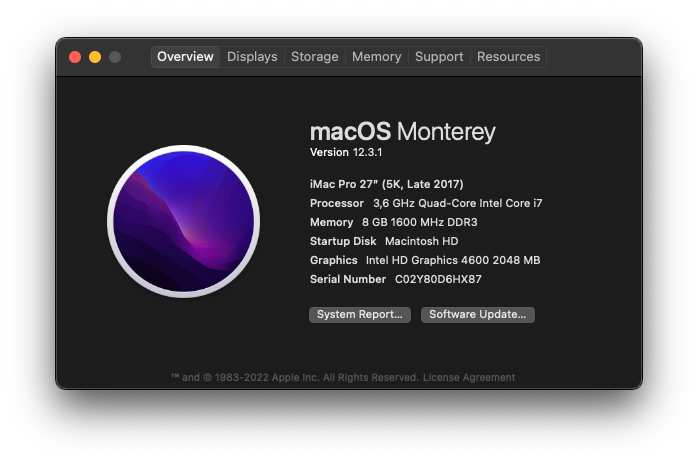 Overview Displays Storage Memory Support Resources
macOS Monterey
Version 12.3.1
iMac Pro 27" (5K, Late 2017)
Processor 3,6 GHz Quad-Core Intel Core i7
Memory 8 GB 1600 MHz DDR3
Startup Disk Macintosh HD
Graphics Intel HD Graphics 4600 2048 MB
Serial Number C02Y80D6HX87
System Report... Software Update...
™ and © 1983-2022 Apple Inc. All Rights Reserved. License Agreement